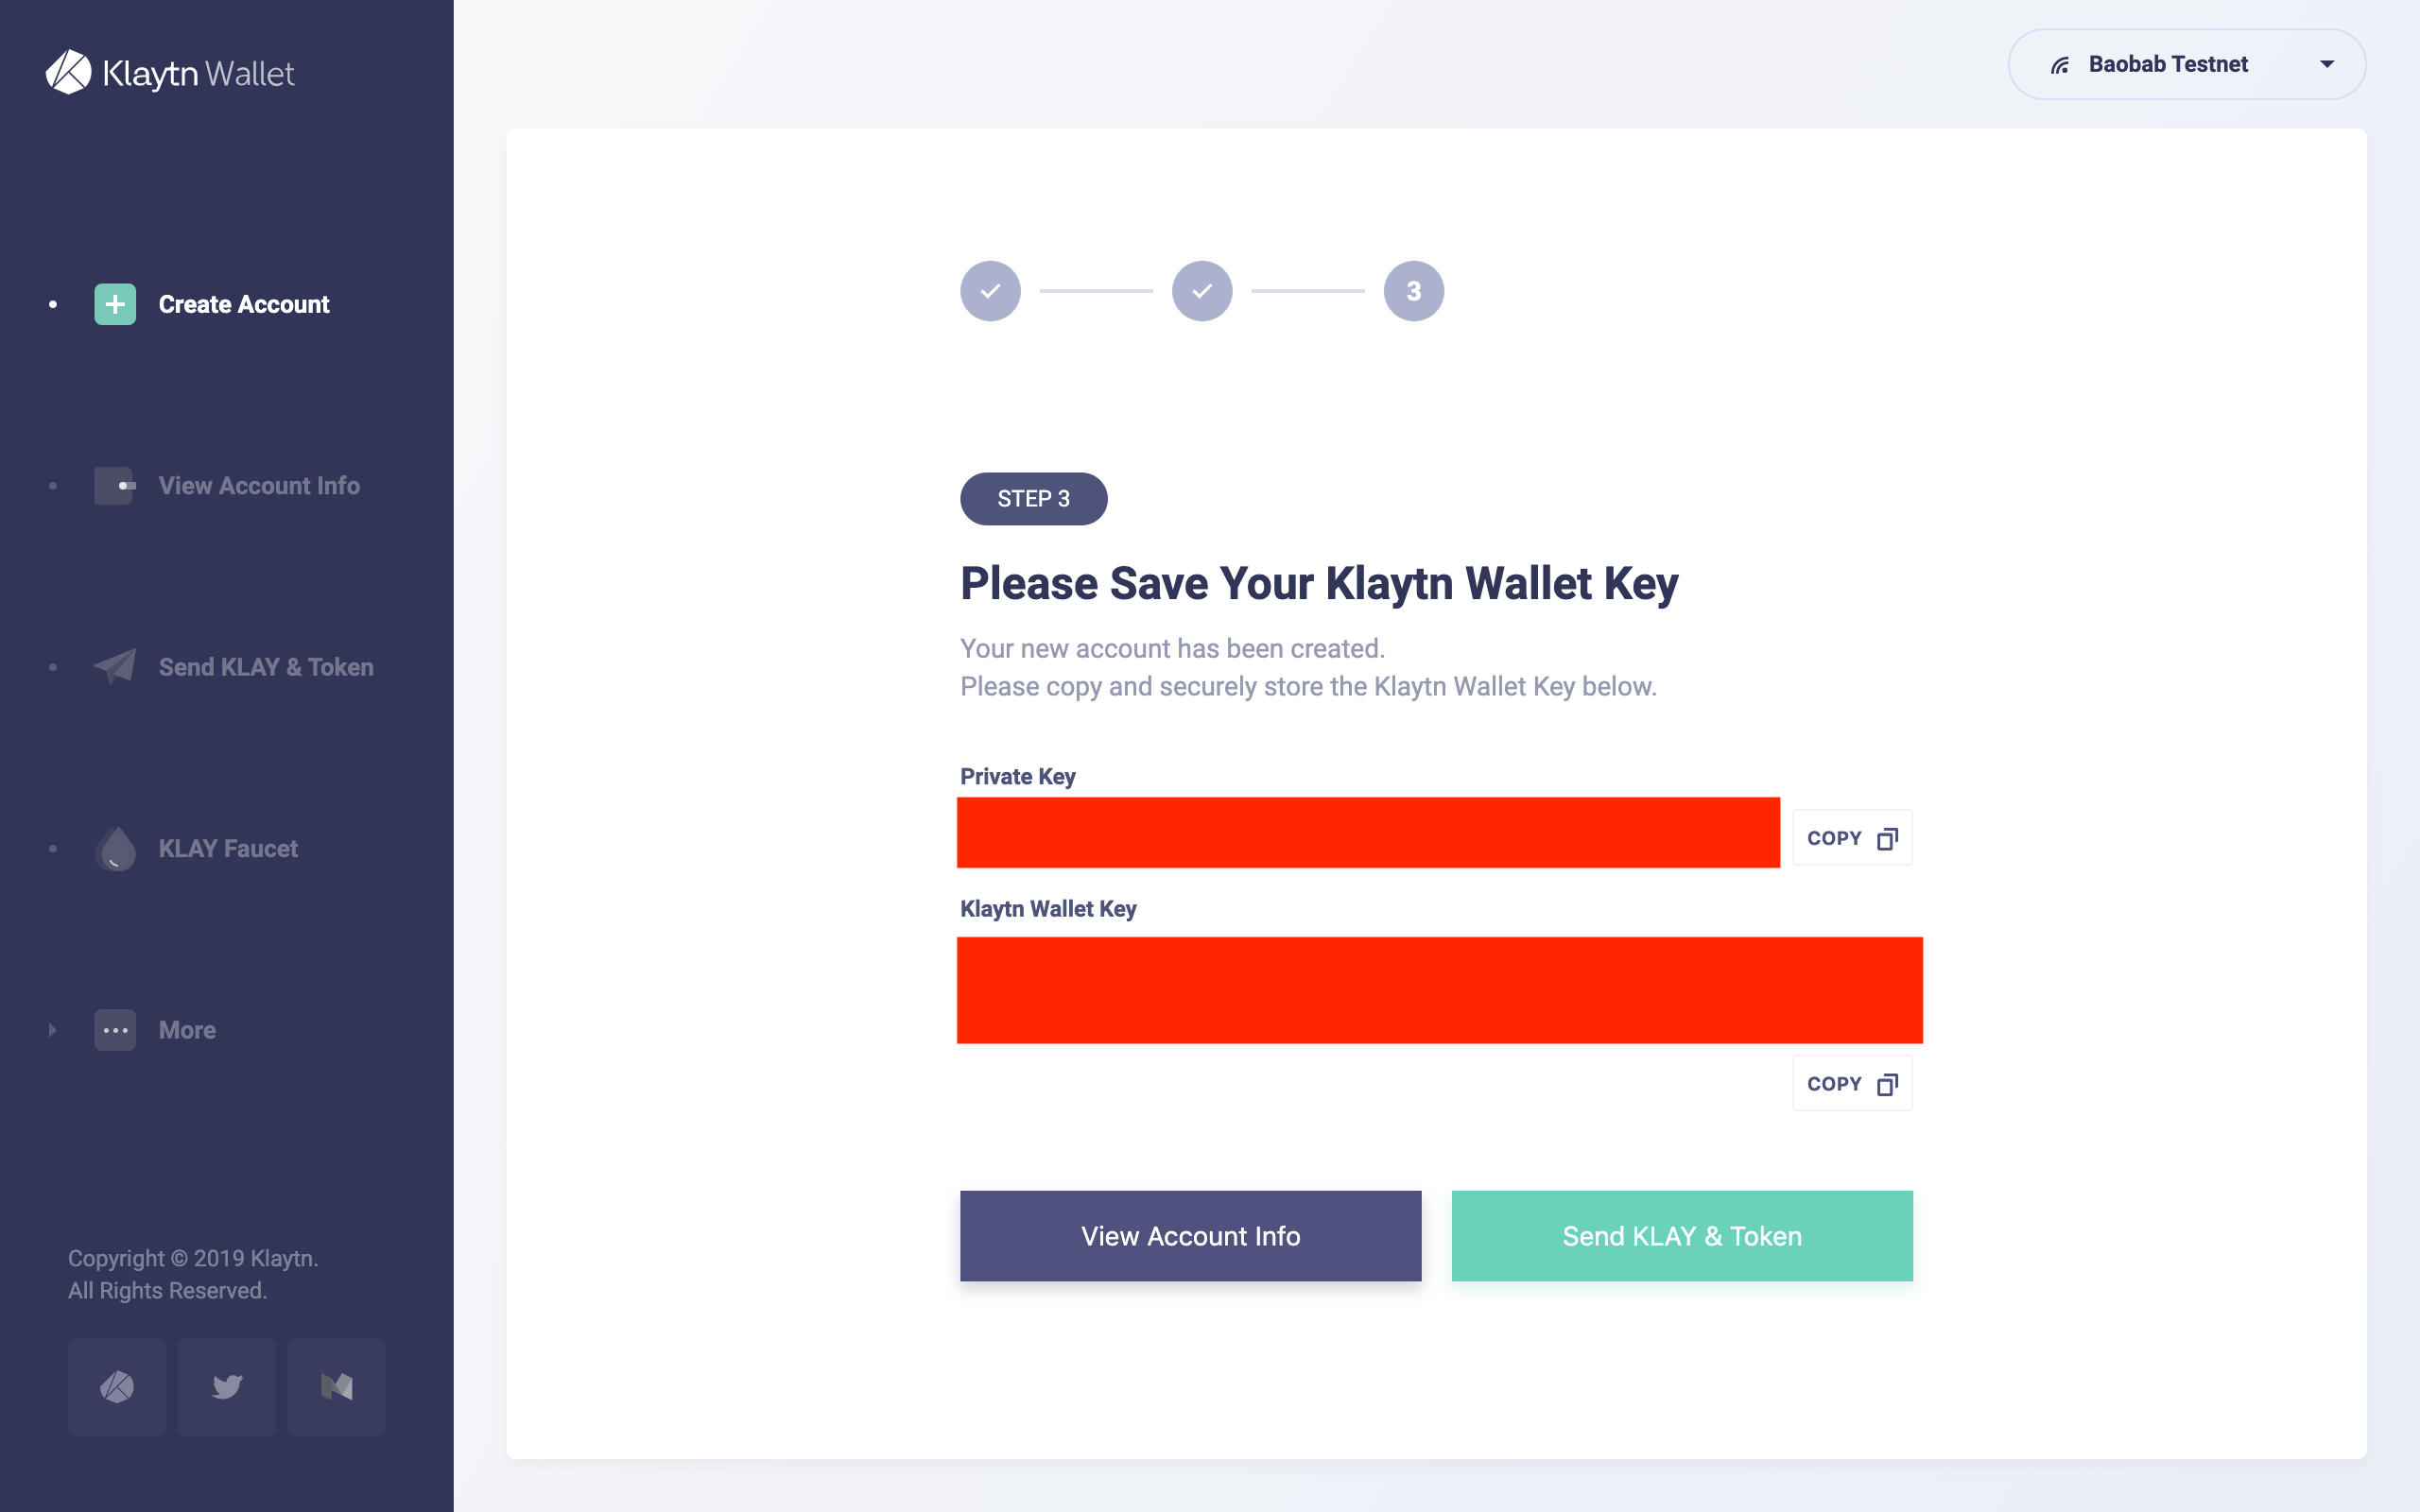 Klaytn Wallet
Baobab Testnet
Create Account
View Account Info
Send KLAY & Token
KLAY Faucet
More
Copyright © 2019 Klaytn.
All Rights Reserved.
3
STEP 3
Please Save Your Klaytn Wallet Key
Your new account has been created.
Please copy and securely store the Klaytn Wallet Key below.
Private Key
COPY
Klaytn Wallet Key
COPY
View Account Info
Send KLAY & Token